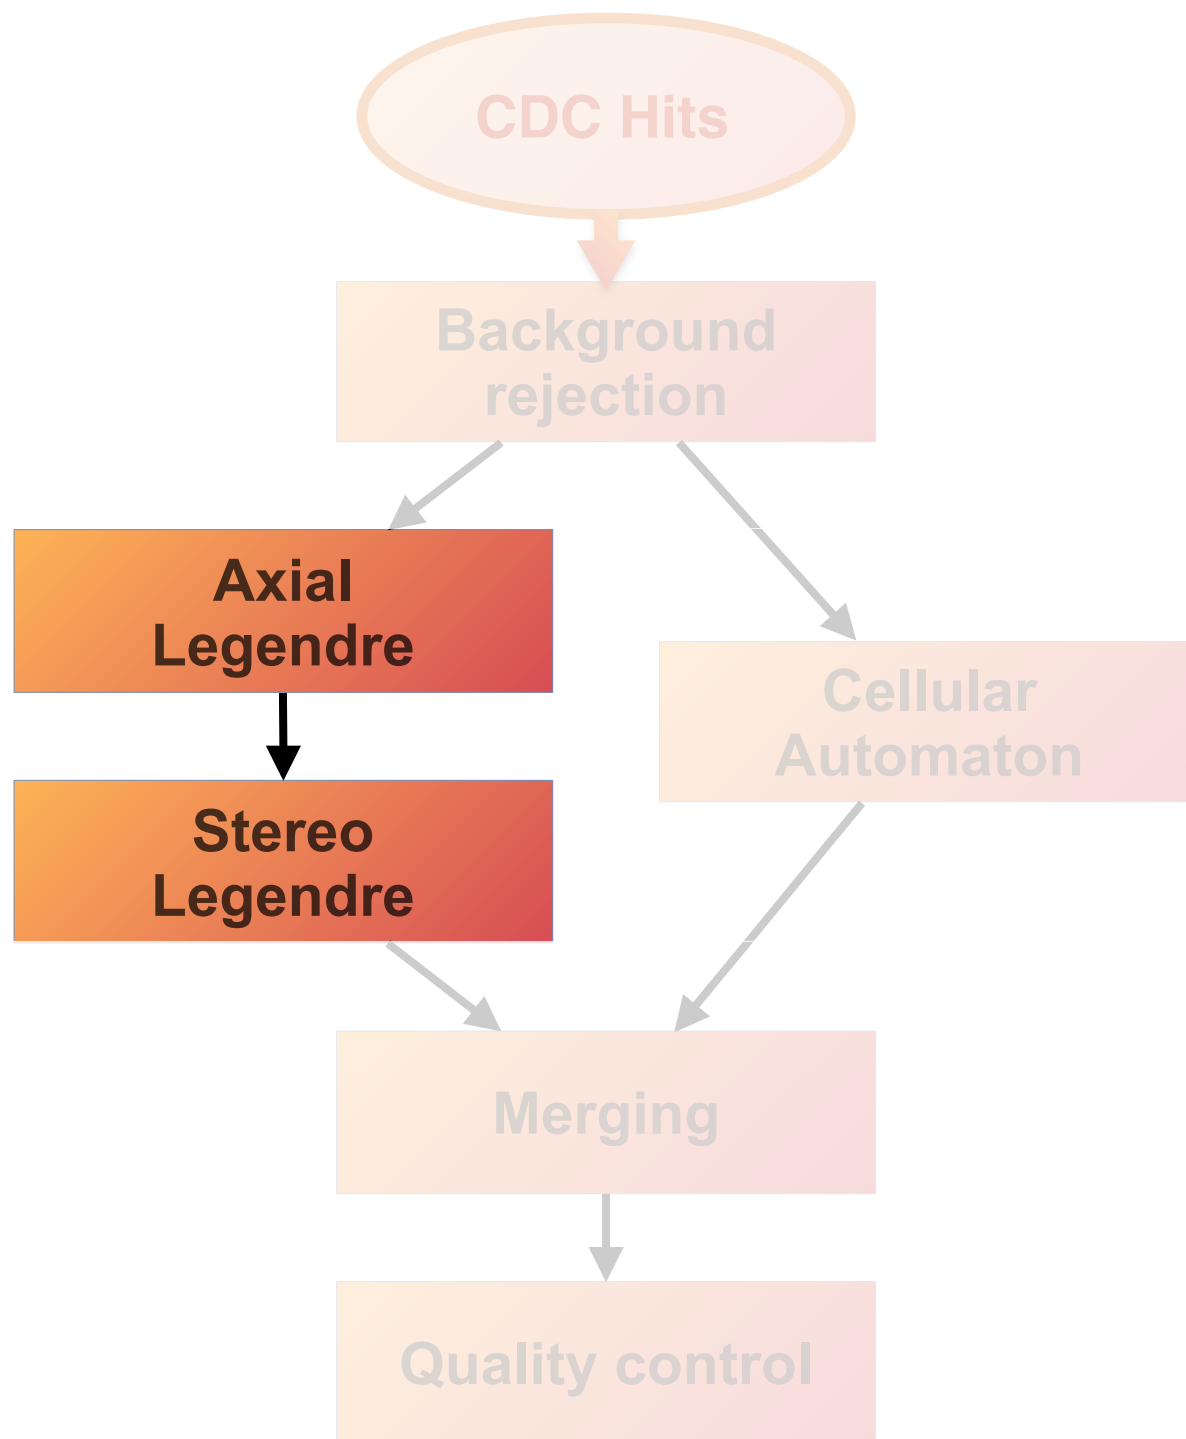 CDC Hits
Background
rejection
Axial
Legendre
Cellular
Automaton
Stereo
Legendre
Merging
Quality control